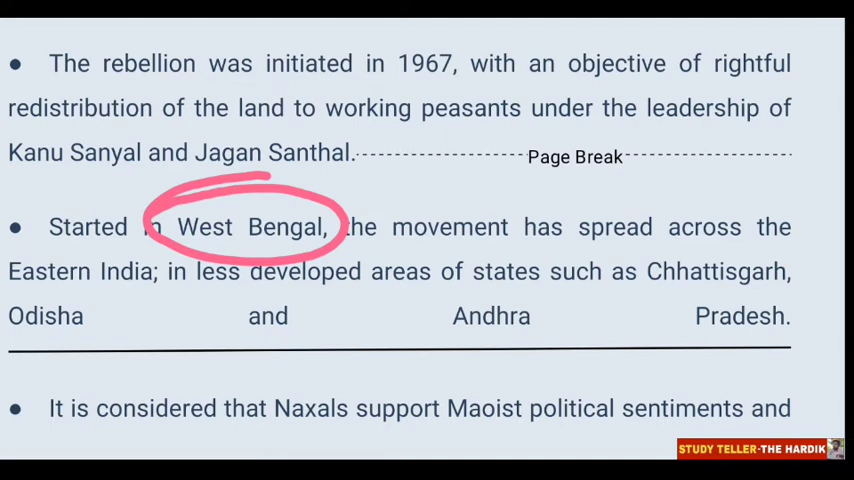 ● The rebellion was initiated in 1967, with an objective of rightful
redistribution of the land to working peasants under the leadership of
Kanu Sanyal and Jagan Santhal.
Page Break
● Started in West Bengal, the movement has spread across the
Eastern India; in less developed areas of states such as Chhattisgarh,
Odisha and Andhra Pradesh.
● It is considered that Naxals support Maoist political sentiments and
STUDY TELLER-THE HARDIK